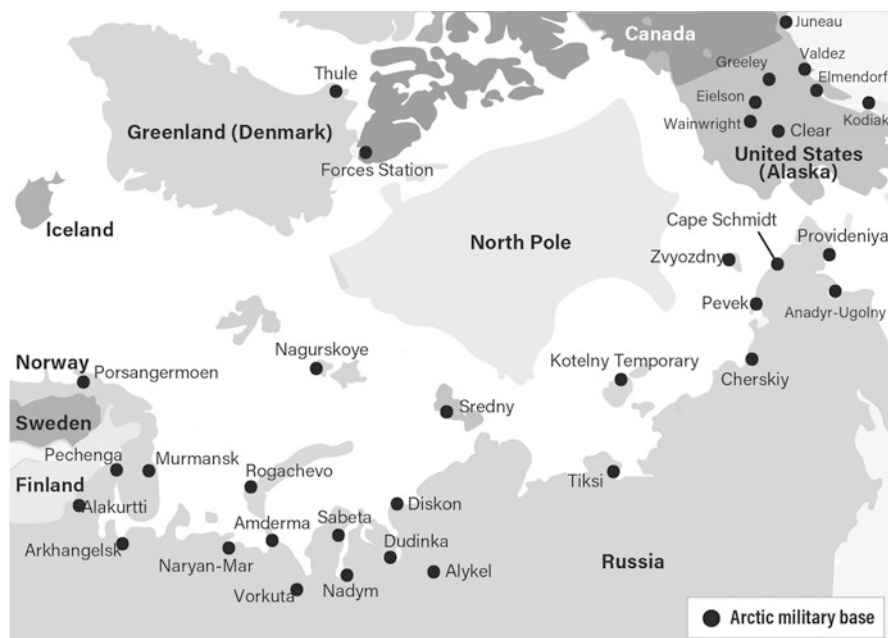 Juneau
Canada
Valdez
Greeley
Elmendorf
Thule
Eielson
Kodiak
Wainwright
Clear
Greenland (Denmark)
United States
(Alaska)
Forces Station
Iceland
Cape Schmidt
North Pole
Provideniya
Zvyozdny
Pevek
Anadyr-Ugolny
Nagurskoye
Norway
Porsangermoen
Kotelny Temporary
Cherskiy
Sredny
Sweden
Pechenga
Murmansk
Rogachevo
Tiksi
Finland
Alakurtti
Diskon
Amderma
Sabeta
Arkhangelsk
Dudinka
Naryan-Mar
Russia
Alykel
Vorkuta
Nadym
Arctic military base